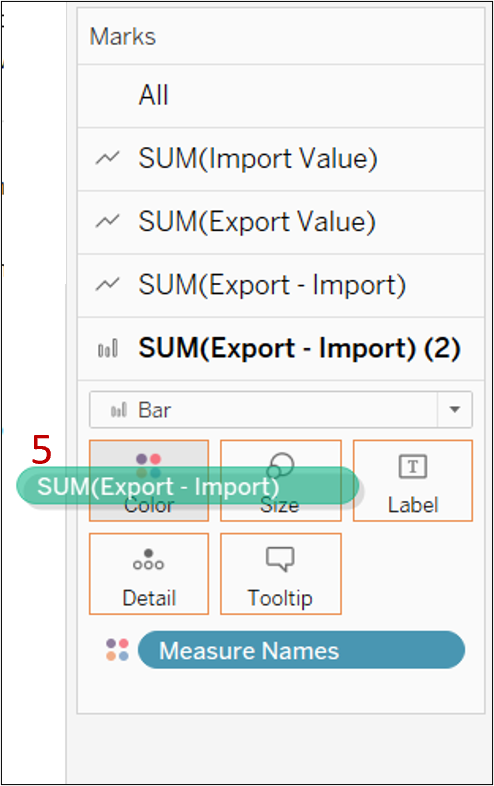 Marks
All
SUM(Import Value)
SUM(Export Value)
SUM(Export - Import)
SUM(Export - Import) (2)
Bar
5
SUM(Export - Import)
Color
Size
T
Label
Detail
Tooltip
Measure Names